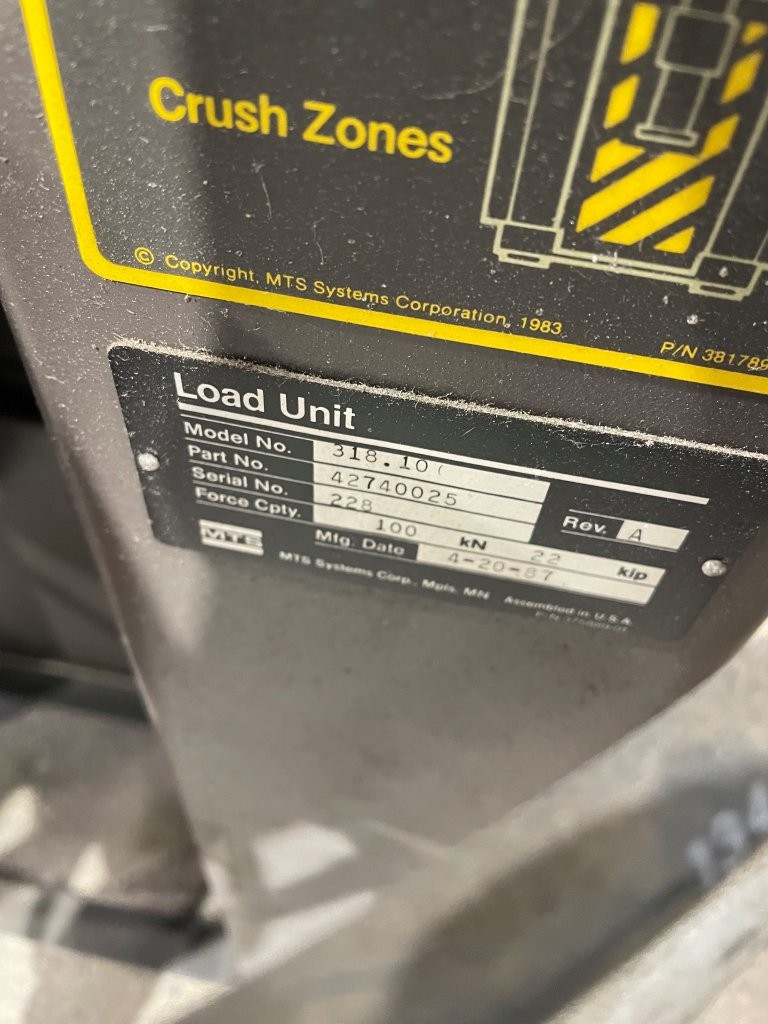 Crush Zones
© Copyright, MTS Systems Corporation, 1983
P/N 381789
Load Unit
Model No. 318.10
Part No. 42740025 Rev. A
Serial No. 228
Force Cpty. 100 kN 22 kip
MTS Mfg. Date 4-20-87
MTS Systems Corp., Mpls, MN Assembled in U.S.A.
134